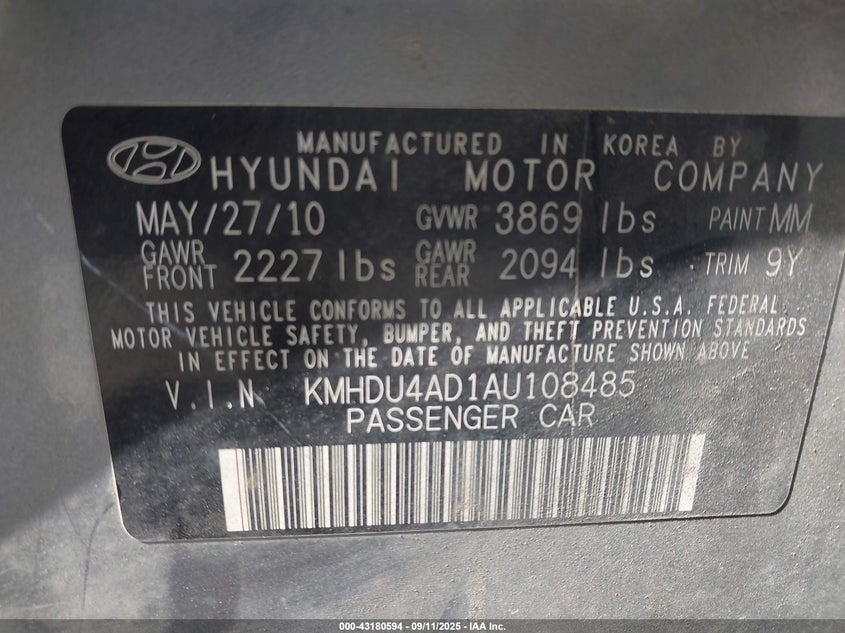 MANUFACTURED IN KOREA BY
HYUNDAI MOTOR COMPANY
MAY/27/10 GVWR 3869 lbs PAINT MM
GAWR FRONT 2227 lbs GAWR REAR 2094 lbs TRIM 9Y
THIS VEHICLE CONFORMS TO ALL APPLICABLE U.S.A. FEDERAL
MOTOR VEHICLE SAFETY, BUMPER, AND THEFT PREVENTION STANDARDS
IN EFFECT ON THE DATE OF MANUFACTURE SHOWN ABOVE
V.I.N KMHDU4AD1AU108485
PASSENGER CAR
000-43180594 - 09/11/2025 - IAA Inc.